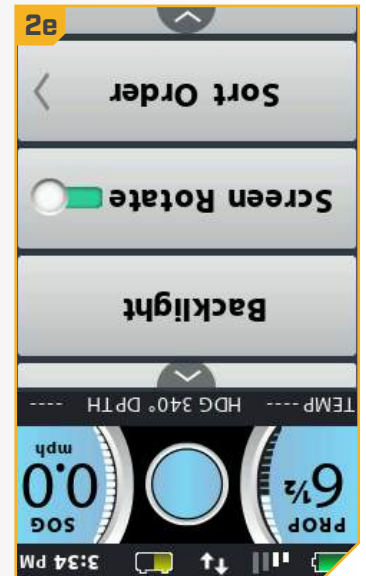 2e
3:34 PM
PROP SOG
6½ 0.0
mph
TEMP ---- HDG 340° DPTH ----
Backlight
Screen Rotate
Sort Order